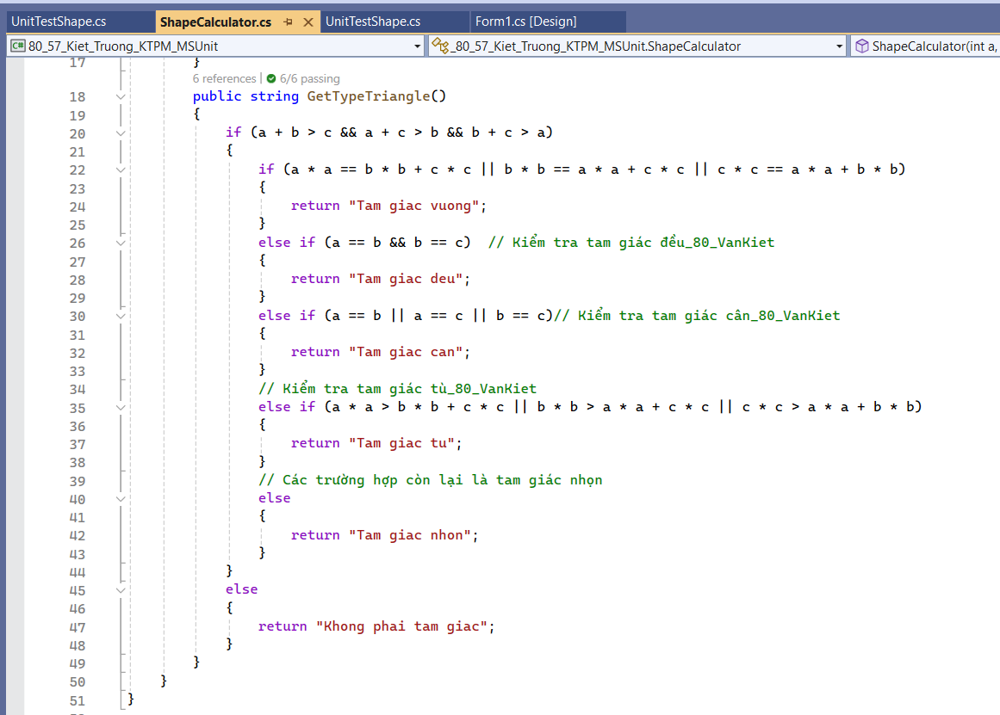 UnitTestShape.cs ShapeCalculator.cs UnitTestShape.cs Form1.cs [Design]
C# 80_57_Kiet_Truong_KTPM_MSUnit _80_57_Kiet_Truong_KTPM_MSUnit.ShapeCalculator ShapeCalculator(int a,
17 }
6 references | 6/6 passing
18 public string GetTypeTriangle()
19 {
20 if (a + b > c && a + c > b && b + c > a)
21 {
22 if (a * a == b * b + c * c || b * b == a * a + c * c || c * c == a * a + b * b)
23 {
24 return "Tam giac vuong";
25 }
26 else if (a == b && b == c) // Kiểm tra tam giác đều_80_VanKiet
27 {
28 return "Tam giac deu";
29 }
30 else if (a == b || a == c || b == c)// Kiểm tra tam giác cân_80_VanKiet
31 {
32 return "Tam giac can";
33 }
34 // Kiểm tra tam giác tù_80_VanKiet
35 else if (a * a > b * b + c * c || b * b > a * a + c * c || c * c > a * a + b * b)
36 {
37 return "Tam giac tu";
38 }
39 // Các trường hợp còn lại là tam giác nhọn
40 else
41 {
42 return "Tam giac nhon";
43 }
44 }
45 else
46 {
47 return "Khong phai tam giac";
48 }
49 }
50 }
51 }